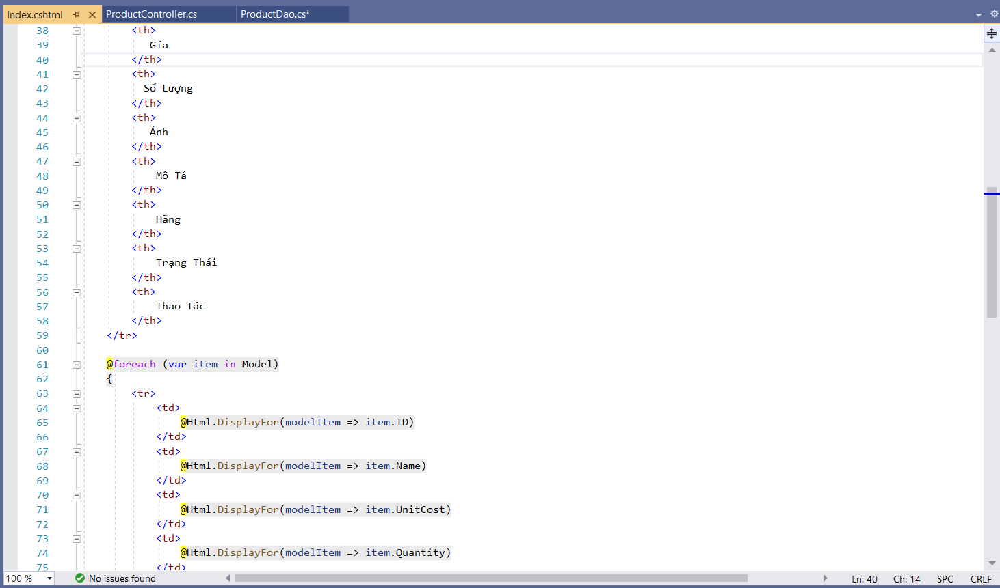 Index.cshtml ProductController.cs ProductDao.cs*
38 <th>
39 Gía
40 </th>
41 <th>
42 Số Lượng
43 </th>
44 <th>
45 Ảnh
46 </th>
47 <th>
48 Mô Tả
49 </th>
50 <th>
51 Hãng
52 </th>
53 <th>
54 Trạng Thái
55 </th>
56 <th>
57 Thao Tác
58 </th>
59 </tr>
60
61 @foreach (var item in Model)
62 {
63 <tr>
64 <td>
65 @Html.DisplayFor(modelItem => item.ID)
66 </td>
67 <td>
68 @Html.DisplayFor(modelItem => item.Name)
69 </td>
70 <td>
71 @Html.DisplayFor(modelItem => item.UnitCost)
72 </td>
73 <td>
74 @Html.DisplayFor(modelItem => item.Quantity)
75 </td>
100 % No issues found Ln: 40 Ch: 14 SPC CRLF